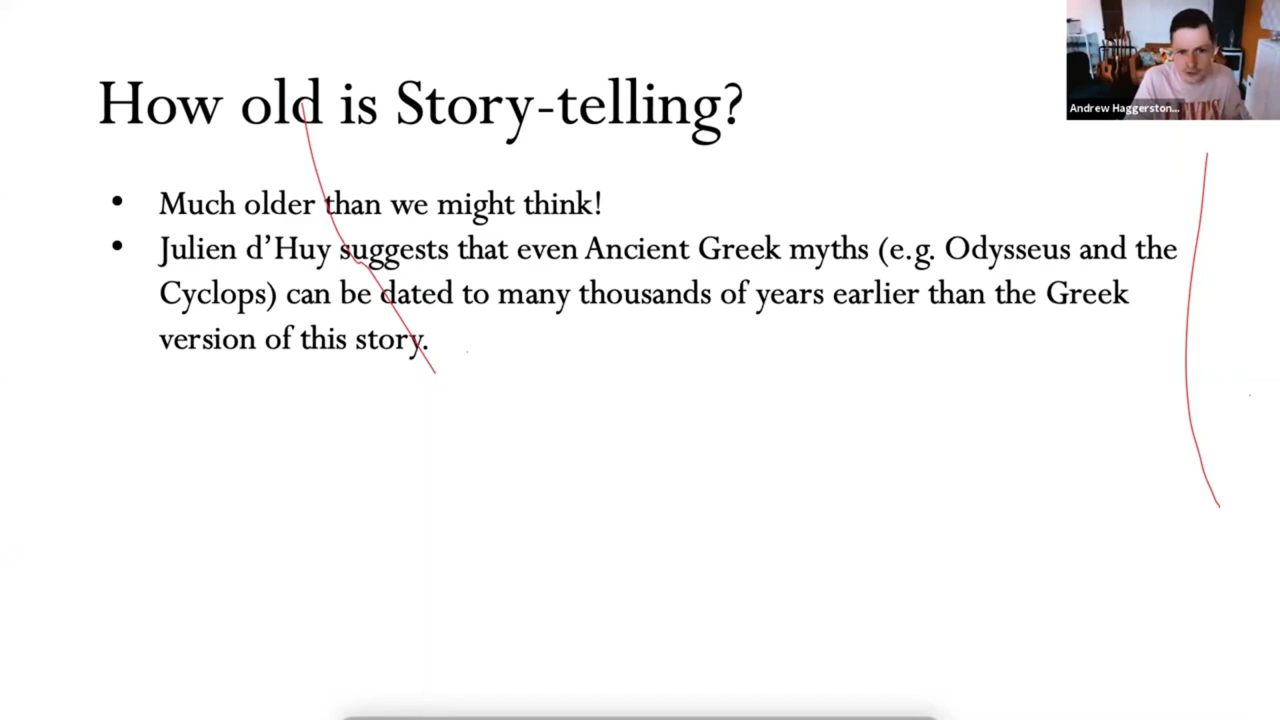 How old is Story-telling?
Andrew Haggerston...
• Much older than we might think!
• Julien d’Huy suggests that even Ancient Greek myths (e.g. Odysseus and the
Cyclops) can be dated to many thousands of years earlier than the Greek
version of this story.